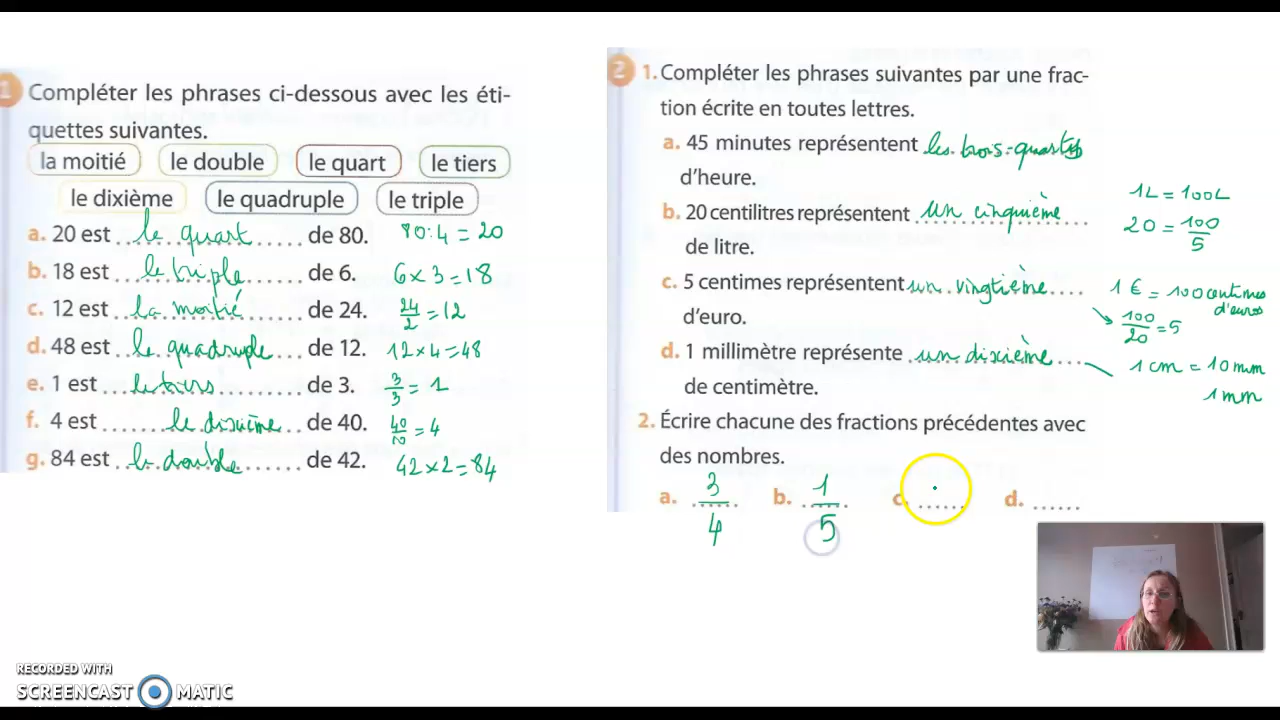 1 Compléter les phrases ci-dessous avec les éti-
quettes suivantes.
la moitié le double le quart le tiers
le dixième le quadruple le triple
a. 20 est le quart de 80. 80:4 = 20
b. 18 est le triple de 6. 6 x 3 = 18
c. 12 est la moitié de 24. 24/2 = 12
d. 48 est le quadruple de 12. 12 x 4 = 48
e. 1 est le tiers de 3. 3/3 = 1
f. 4 est le dixième de 40. 40/ = 4
g. 84 est le double de 42. 42 x 2 = 84
2 1. Compléter les phrases suivantes par une frac-
tion écrite en toutes lettres.
a. 45 minutes représentent les trois-quarts
d'heure.
b. 20 centilitres représentent un cinquième
de litre.
c. 5 centimes représentent un vingtième
d'euro.
d. 1 millimètre représente un dixième
de centimètre.
1L = 100L
20 = 100/5
1 € = 100 centimes
d'euros
100/20 = 5
1 cm = 10 mm
1 mm
2. Écrire chacune des fractions précédentes avec
des nombres.
a. 3/4 b. 1/5 c. ...... d. ......
RECORDED WITH
SCREENCAST MATIC